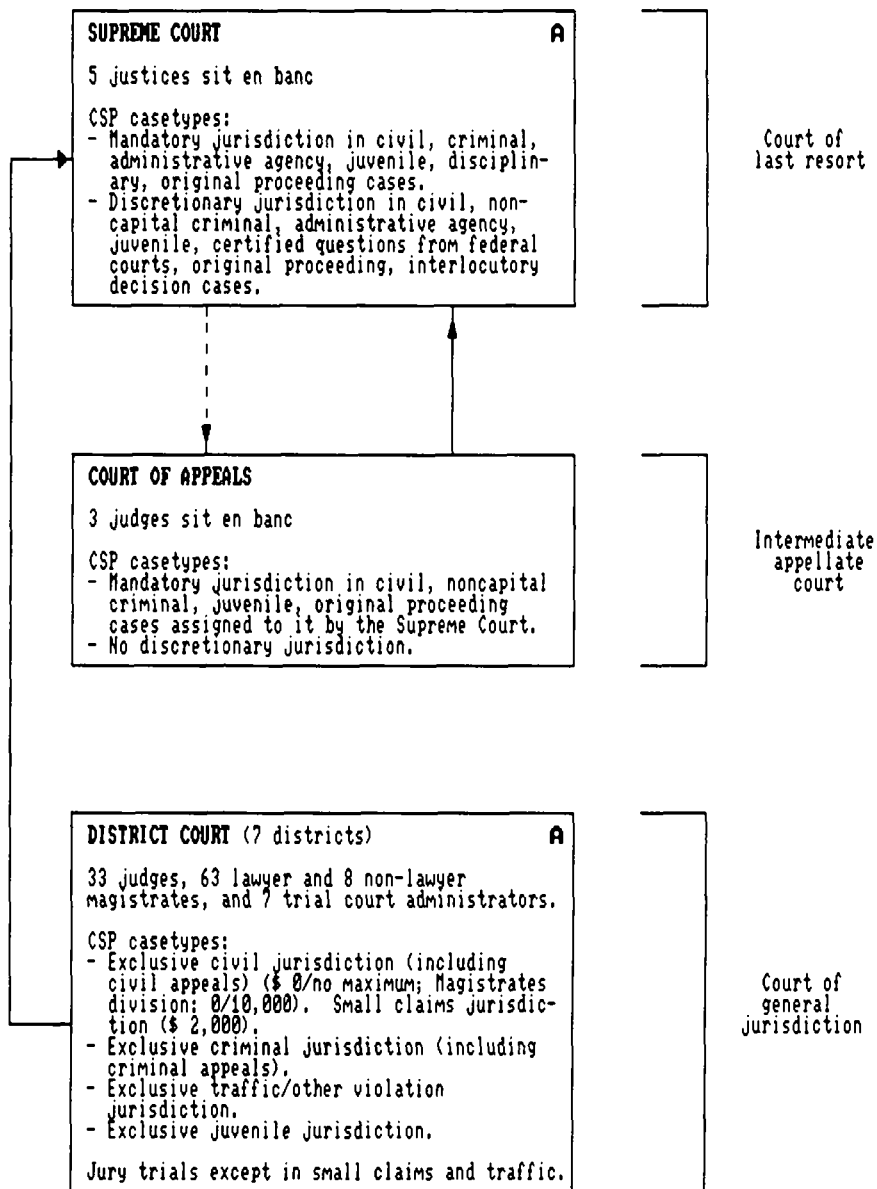 SUPREME COURT A
5 justices sit en banc
CSP casetypes:
- Mandatory jurisdiction in civil, criminal,
administrative agency, juvenile, disciplin-
ary, original proceeding cases.
- Discretionary jurisdiction in civil, non-
capital criminal, administrative agency,
juvenile, certified questions from federal
courts, original proceeding, interlocutory
decision cases.
Court of
last resort
COURT OF APPEALS
3 judges sit en banc
CSP casetypes:
- Mandatory jurisdiction in civil, noncapital
criminal, juvenile, original proceeding
cases assigned to it by the Supreme Court.
- No discretionary jurisdiction.
Intermediate
appellate
court
DISTRICT COURT (7 districts) A
33 judges, 63 lawyer and 8 non-lawyer
magistrates, and 7 trial court administrators.
CSP casetypes:
- Exclusive civil jurisdiction (including
civil appeals) ($ 0/no maximum; Magistrates
division: 0/10,000). Small claims jurisdic-
tion ($ 2,000).
- Exclusive criminal jurisdiction (including
criminal appeals).
- Exclusive traffic/other violation
jurisdiction.
- Exclusive juvenile jurisdiction.
Jury trials except in small claims and traffic.
Court of
general
jurisdiction